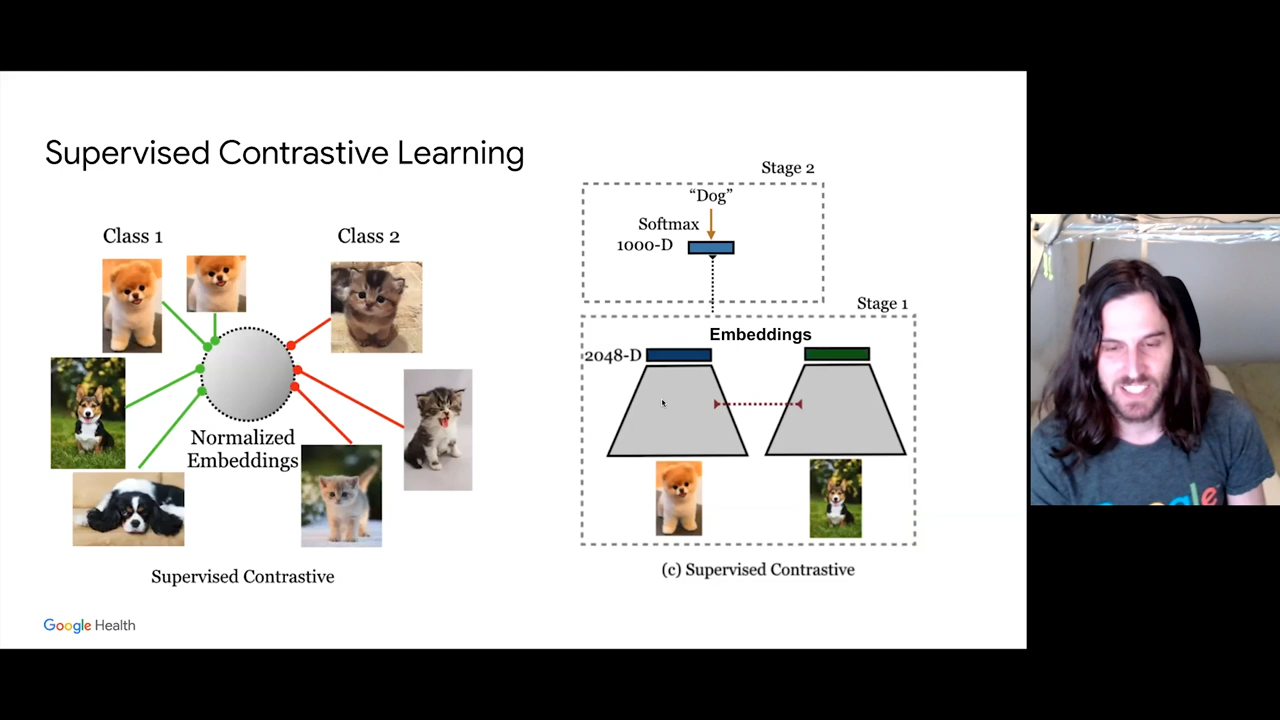 Supervised Contrastive Learning
Class 1
Class 2
Normalized
Embeddings
Supervised Contrastive
Stage 2
“Dog”
Softmax
1000-D
Stage 1
Embeddings
2048-D
(c) Supervised Contrastive
Google Health